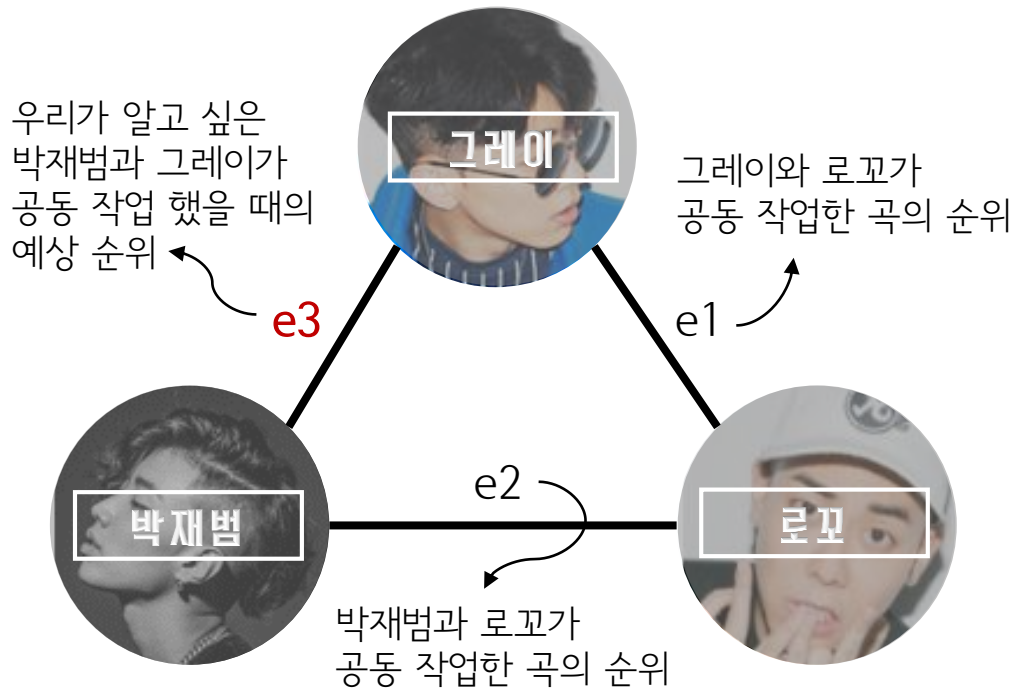 그레이
우리가 알고 싶은
박재범과 그레이가
공동 작업 했을 때의
예상 순위
그레이와 로꼬가
공동 작업한 곡의 순위
e3
e1
e2
박재범
로꼬
박재범과 로꼬가
공동 작업한 곡의 순위